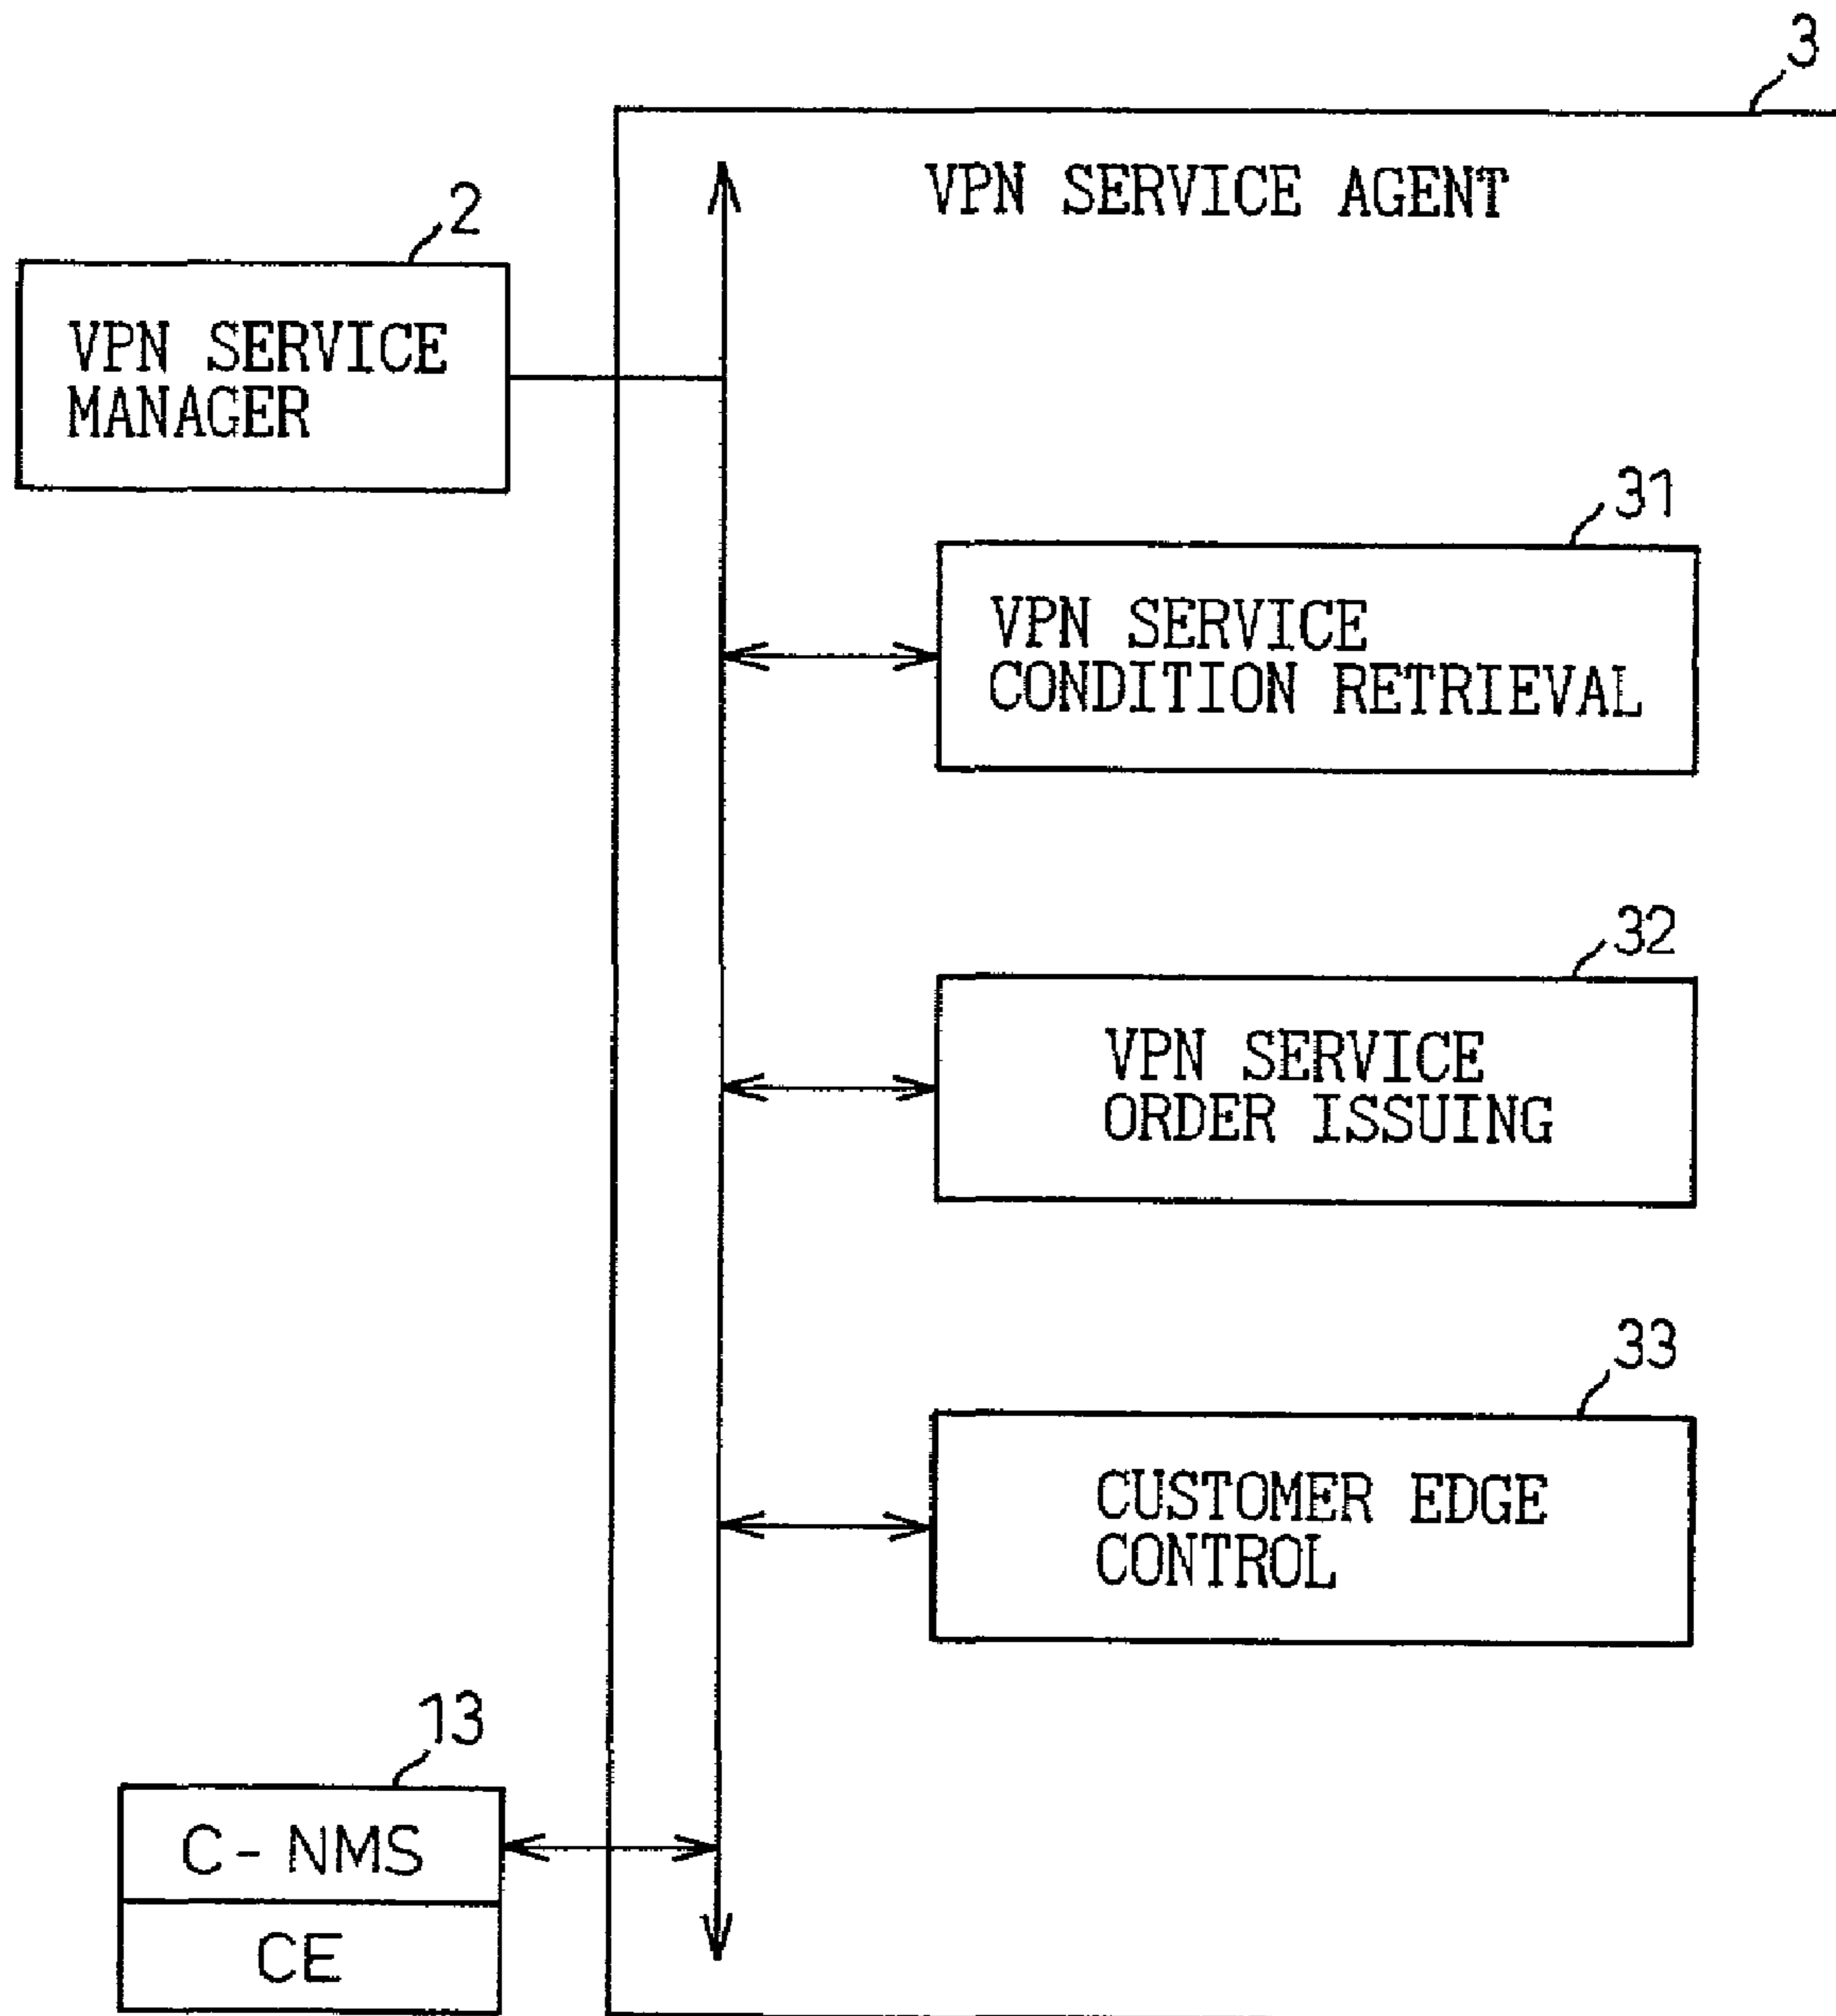 3
VPN SERVICE AGENT
2
VPN SERVICE
MANAGER
31
VPN SERVICE
CONDITION RETRIEVAL
32
VPN SERVICE
ORDER ISSUING
33
CUSTOMER EDGE
CONTROL
13
C-NMS
CE